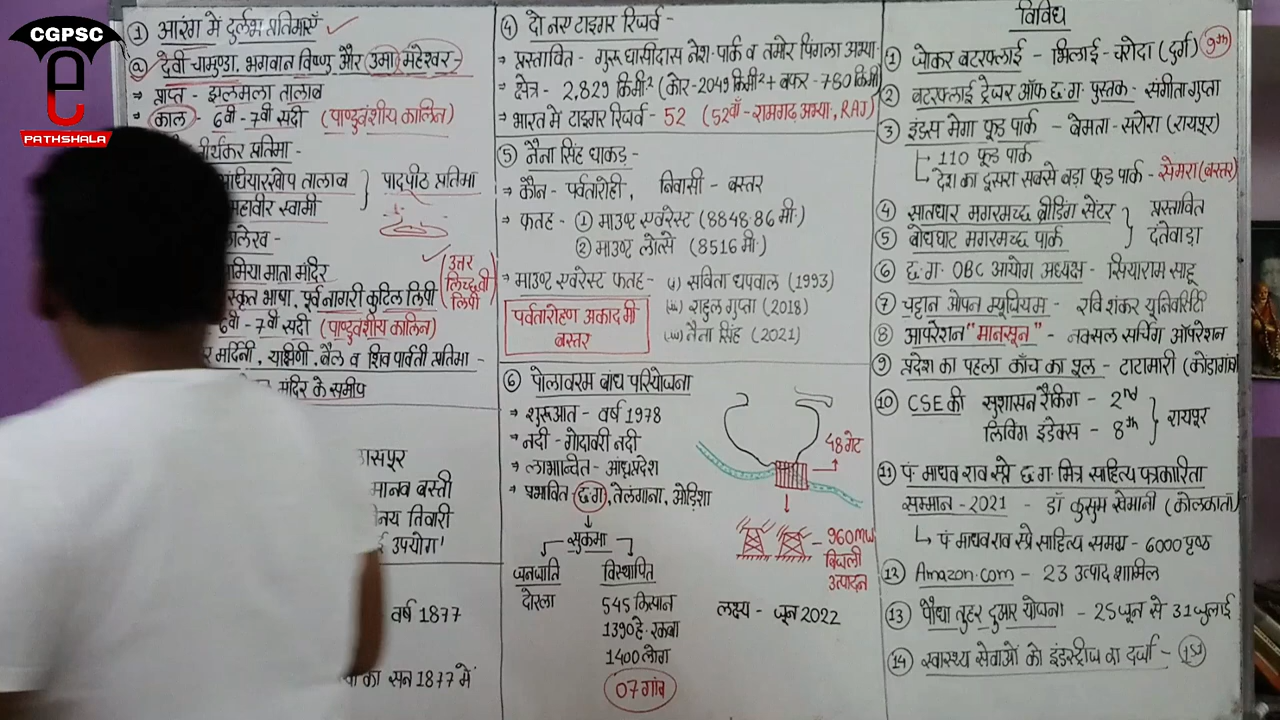 CGPSC
e
PATHSHALA
① आरंग में दुर्लभ प्रतिमाएँ
@ देवी चामुण्डा, भगवान विष्णु और उमा महेश्वर -
→ प्राप्त - झलमला तालाब
→ काल - 6वी - 7वी सदी (पाण्डुवंशीय कालिन)
र्थकर प्रतिमा -
अंधियारखोप तालाब } पादपीठ प्रतिमा
महावीर स्वामी
लेख -
मिया माता मंदिर
स्कृत भाषा, पूर्व नागरी कुटिल लिपी (उत्तर लिच्छवी लिपी)
6वी - 7वी सदी (पाण्डुवंशीय कालिन)
र मर्दिनी, याक्षिणी, बैल व शिव पार्वती प्रतिमा -
मंदिर के समीप
ासपुर
मानव बस्ती
नय तिवारी
उपयोग'
वर्ष 1877
का सन 1877 में
④ दो नए टाइगर रिजर्व -
→ प्रस्तावित - गुरु घासीदास नेश. पार्क व तमोर पिंगला अभ्या.
→ क्षेत्र - 2,829 किमी² (कोर - 2049 किमी² + बफर - 780 किमी
→ भारत में टाइगर रिजर्व - 52 (52वाँ - रामगढ़ अभ्या, RAJ)
⑤ नैना सिंह धाकड़ -
→ कौन - पर्वतारोही, निवासी - बस्तर
→ फतह - ① माउण्ट एवरेस्ट (8848.86 मी.)
② माउण्ट लोत्से (8516 मी.)
→ माउण्ट एवरेस्ट फतह - (i) सविता धपवाल (1993)
(ii) राहुल गुप्ता (2018)
(iii) नैना सिंह (2021)
पर्वतारोहण अकादमी
बस्तर
⑥ पोलावरम बांध परियोजना
→ शुरूआत - वर्ष 1978
→ नदी - गोदावरी नदी
→ लाभान्वित - आंध्रप्रदेश
→ प्रभावित - छ.ग, तेलंगाना, ओड़िशा
सुकमा
जनजाति विस्थापित
दोरला 545 किसान
1390 हे. रकबा
1400 लोग
07 गांव
48 गेट
960 MW
बिजली
उत्पादन
लक्ष्य - जून 2022
विविध
① जोकर बटरफ्लाई - भिलाई - चरोदा (दुर्ग) 9th
② बटरफ्लाई ट्रेजर ऑफ छ.ग. पुस्तक - संगीता गुप्ता
③ इंडस मेगा फूड पार्क - बेमता - सरोरा (रायपुर)
→ 110 फूड पार्क
→ देश का दूसरा सबसे बड़ा फूड पार्क - सेमरा (बस्तर)
④ सातधार मगरमच्छ ब्रीडिंग सेंटर } प्रस्तावित
⑤ बोधघाट मगरमच्छ पार्क दंतेवाड़ा
⑥ छ.ग. OBC आयोग अध्यक्ष - सियाराम साहू
⑦ चट्टान ओपन म्यूचियम - रविशंकर यूनिवर्सिटी
⑧ आपरेशन "मानसून" - नक्सल सर्चिंग ऑपरेशन
⑨ प्रदेश का पहला काँच का पूल - टाटामारी (कोंडागांव)
⑩ CSE की सुशासन रैंकिंग - 2nd } रायपुर
लिविंग इंडेक्स - 8th
⑪ पं माधव राव सप्रे छ.ग मित्र साहित्य पत्रकारिता
सम्मान - 2021 - डॉ कुसुम खेमानी (कोलकाता)
→ पं माधव राव सप्रे साहित्य समग्र - 6000 पृष्ठ
⑫ Amazon.com - 23 उत्पाद शामिल
⑬ पौधा तुहर दुआर योजना - 25 जून से 31 जुलाई
⑭ स्वास्थ्य सेवाओं को इंडस्ट्रीज का दर्जा - 1st